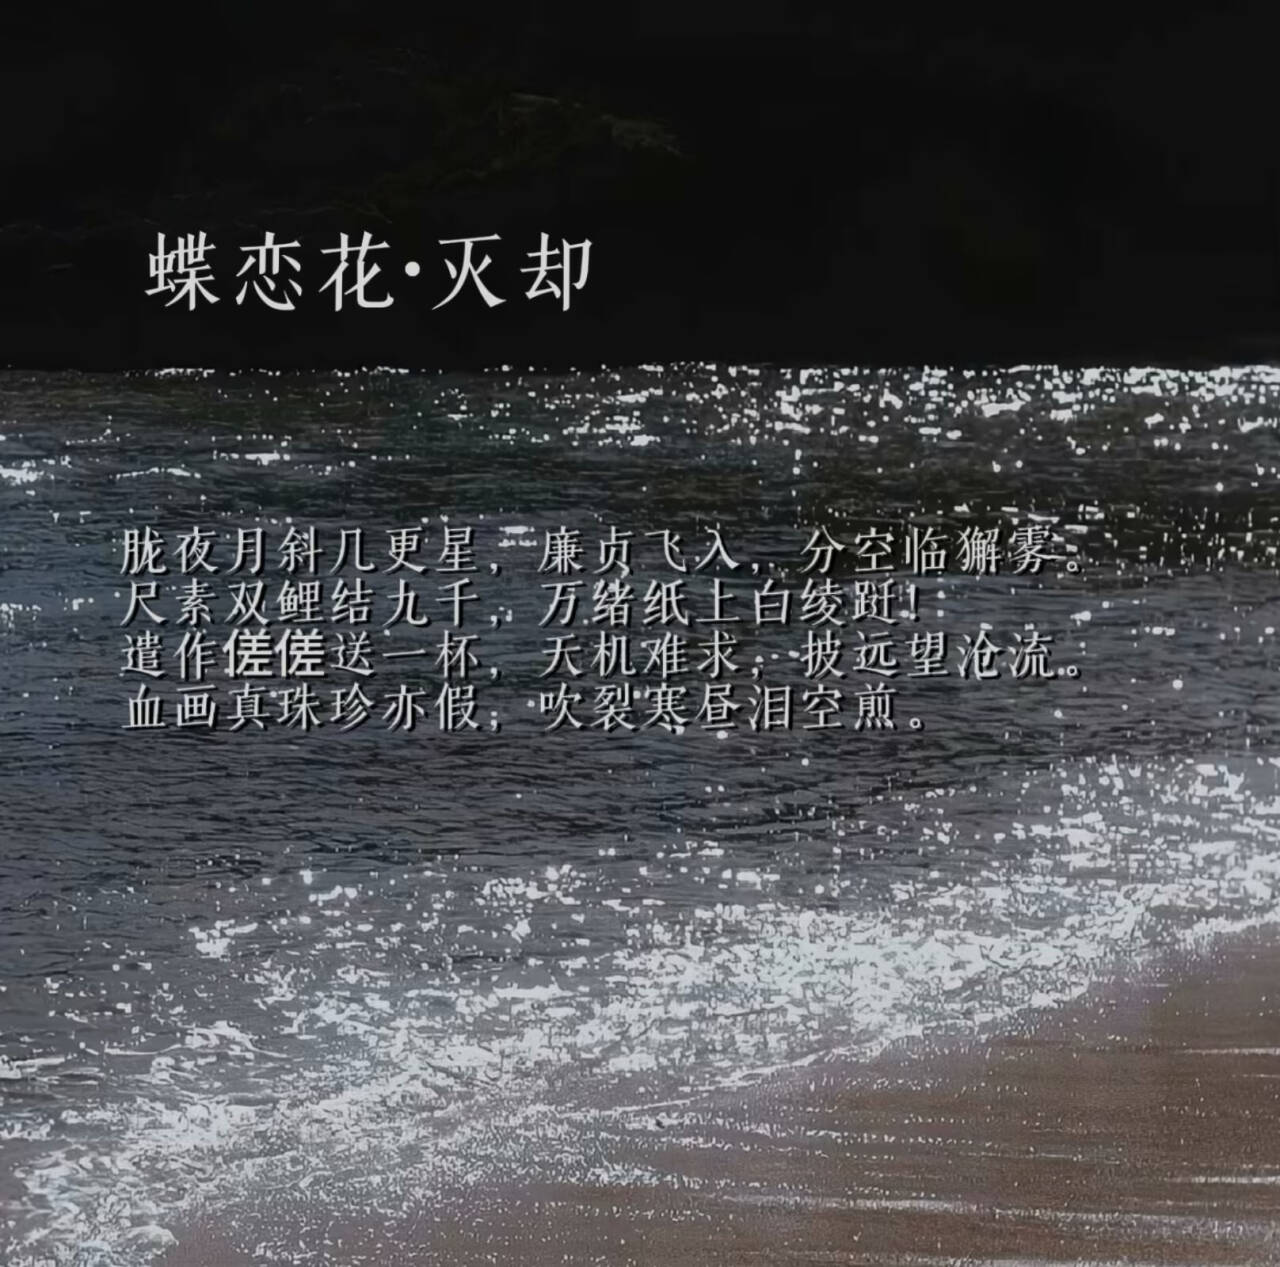 蝶恋花·灭却
胧夜月斜几更星，廉贞飞入，分空临獬雾。
尺素双鲤结九千，万绪纸上白绫跹！
遣作傞傞送一杯，天机难求，披远望沧流。
血画真珠珍亦假；吹裂寒昼泪空煎。